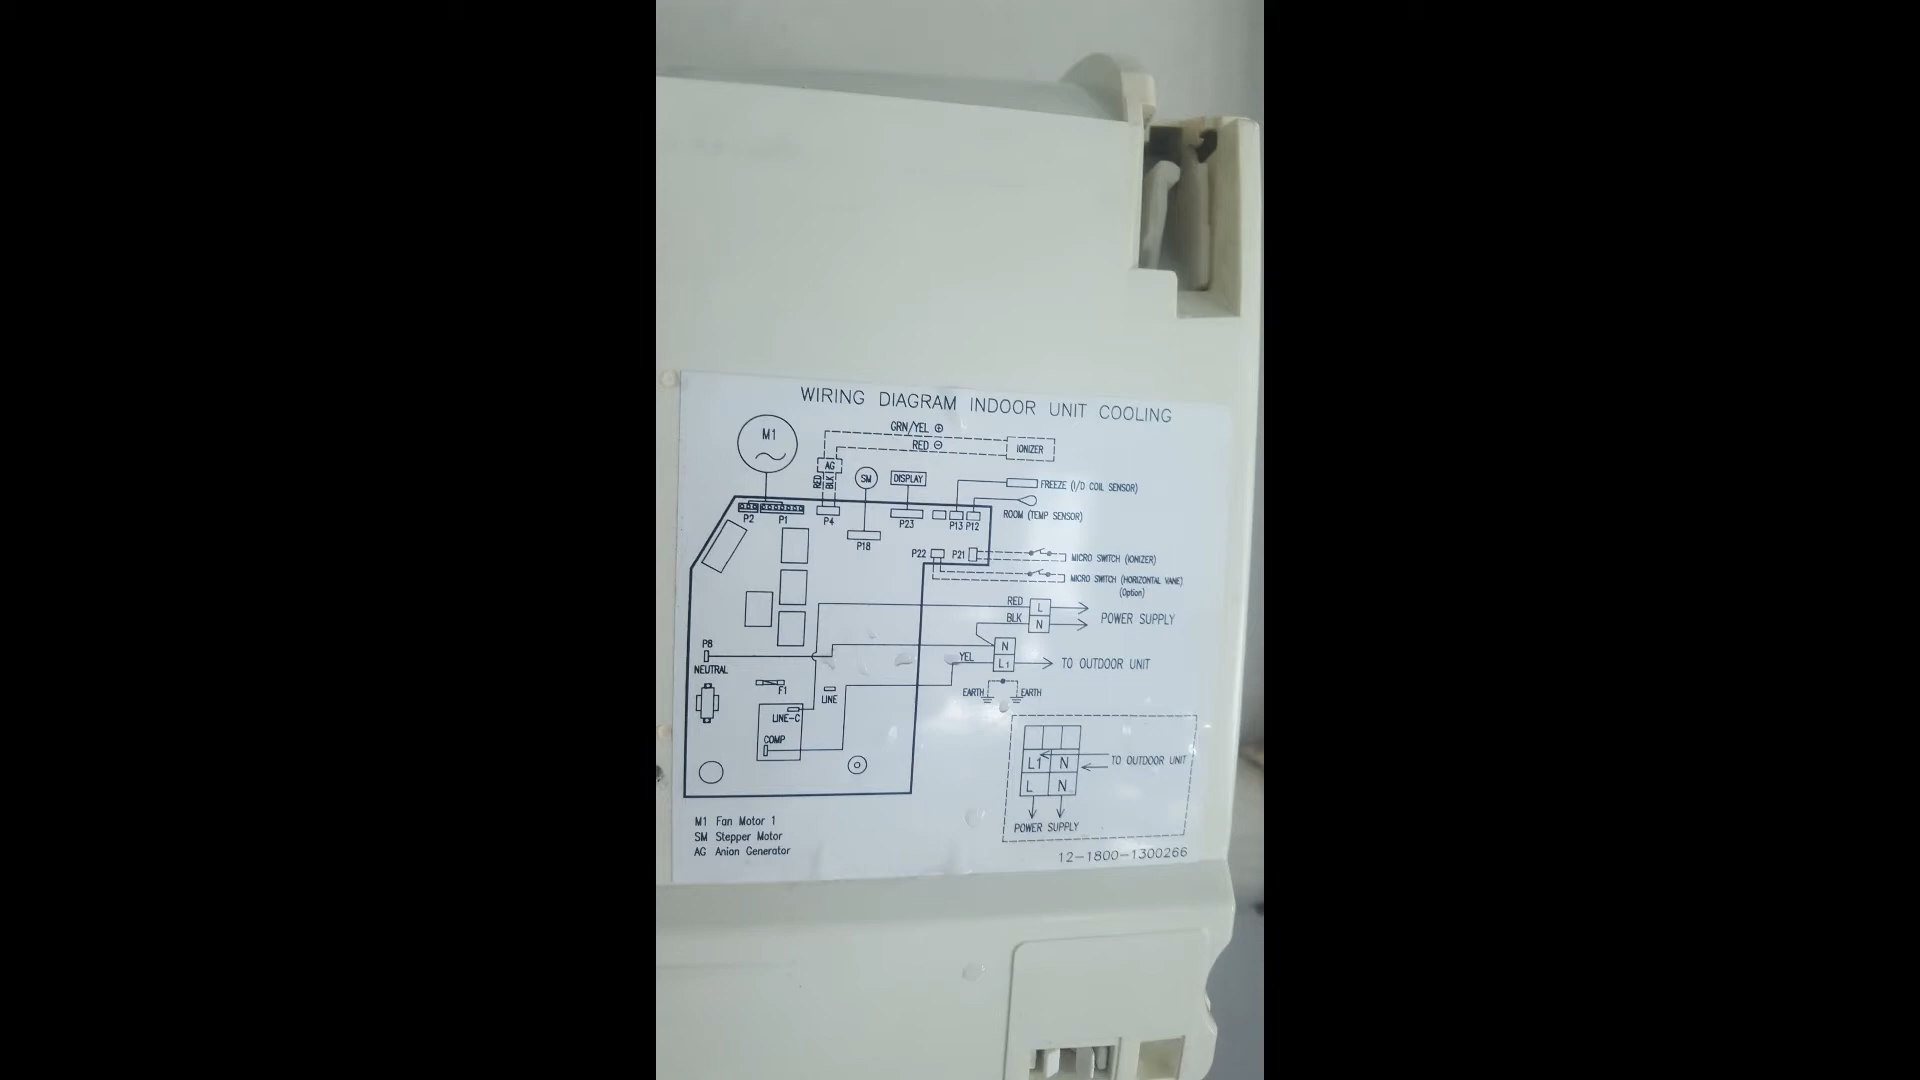 WIRING DIAGRAM INDOOR UNIT COOLING
M1
GRN/YEL ⊕
RED ⊖
IONIZER
AG
RED
BLK
SM
DISPLAY
FREEZE (I/D COIL SENSOR)
ROOM (TEMP SENSOR)
P2
P1
P4
P18
P23
P13
P12
P22
P21
MICRO SWITCH (IONIZER)
MICRO SWITCH (HORIZONTAL VANE)
(Option)
RED
L
BLK
N
POWER SUPPLY
N
YEL
L1
TO OUTDOOR UNIT
P8
NEUTRAL
F1
LINE
EARTH
EARTH
LINE-C
COMP
L1
N
TO OUTDOOR UNIT
L
N
POWER SUPPLY
M1 Fan Motor 1
SM Stepper Motor
AG Anion Generator
12-1800-1300266